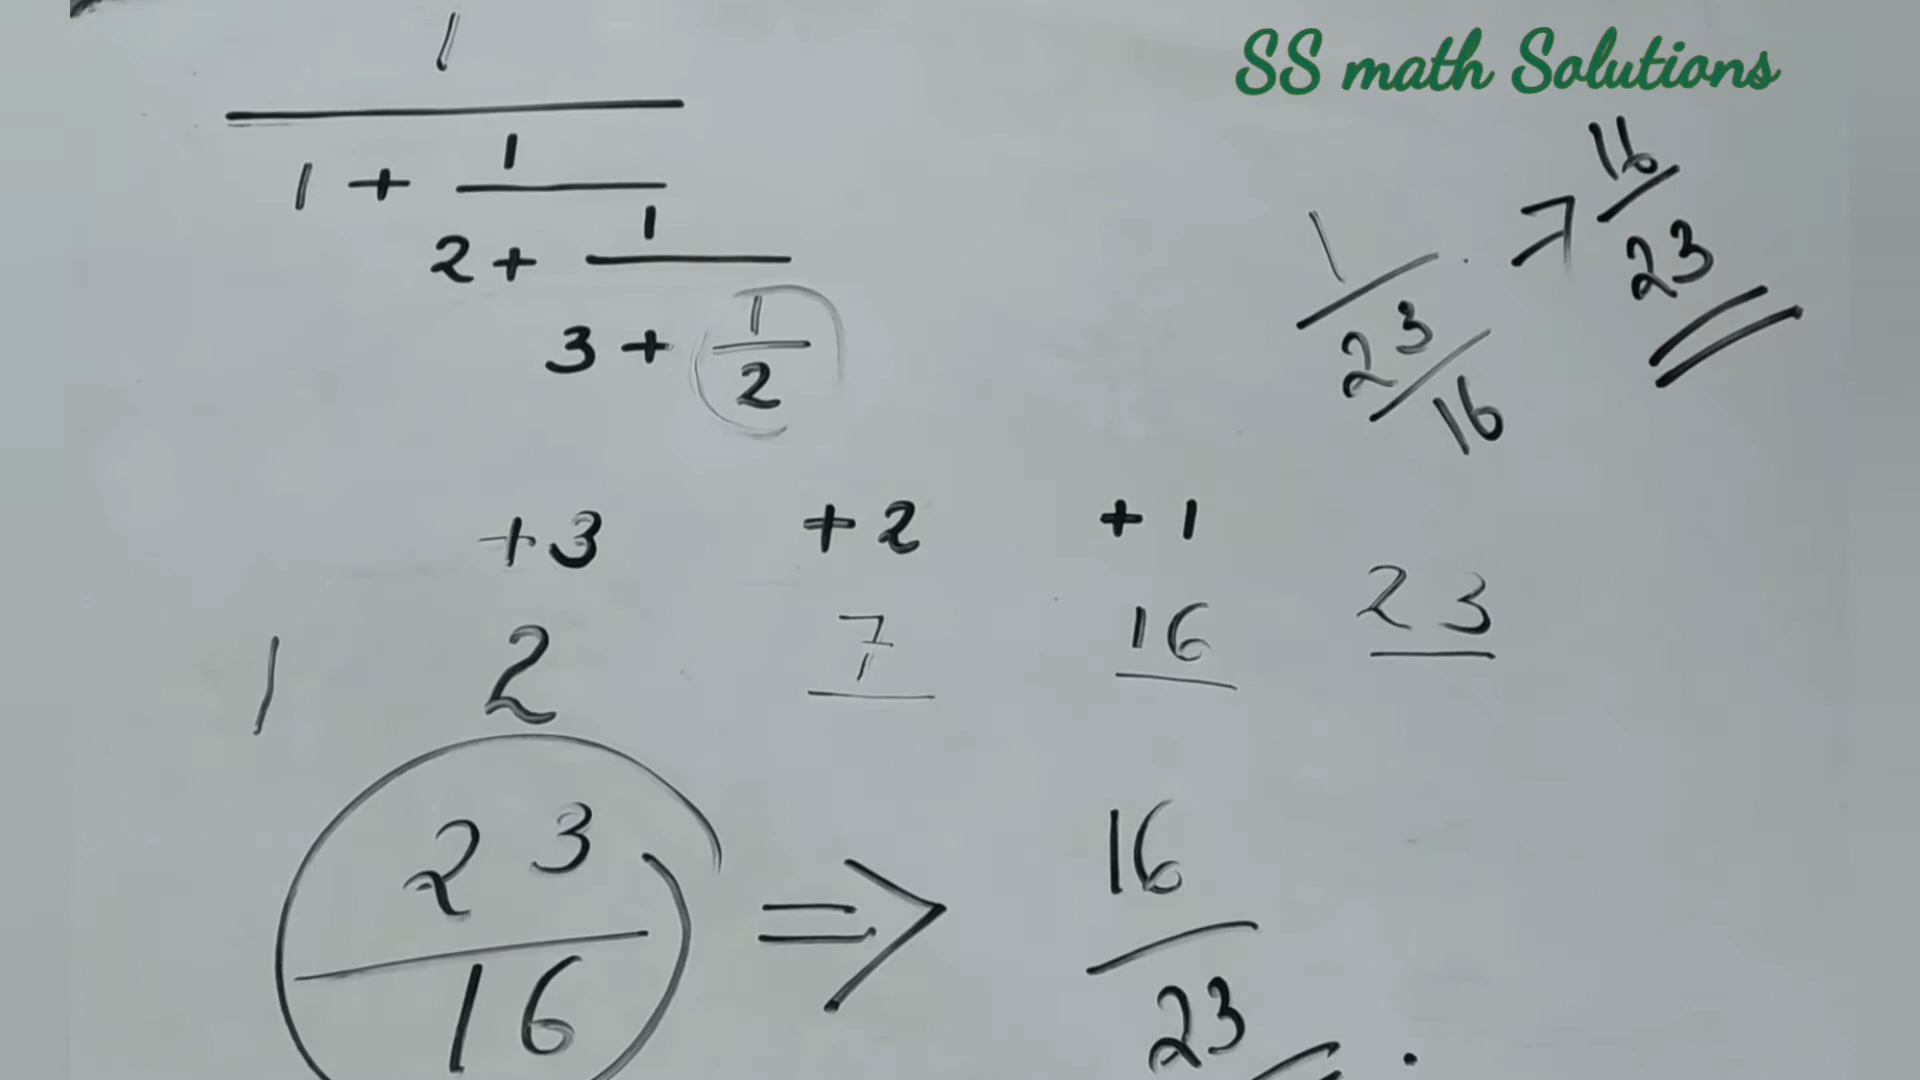 SS math Solutions
1
1 + 1
2 + 1
3 + 1
2
1
23
16
⇒ 16
23
+3 +2 +1
1 2 7 16 23
23
16
⇒ 16
23